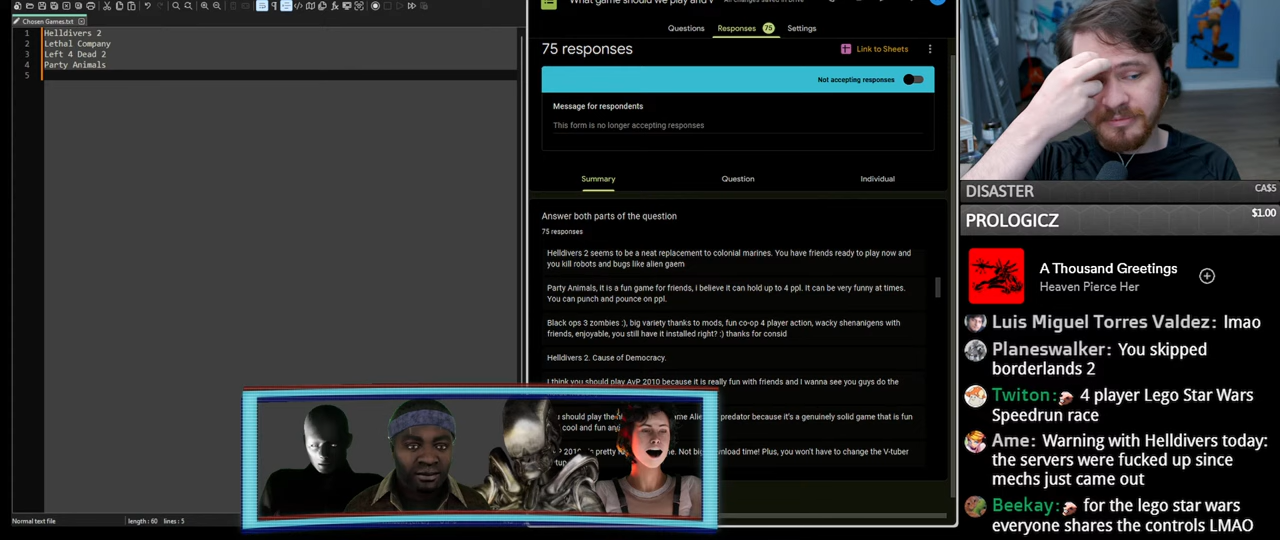 What game should we play and v
Chosen Games.txt
1 Helldivers 2
2 Lethal Company
3 Left 4 Dead 2
4 Party Animals
5
Questions Responses 75 Settings
75 responses
Link to Sheets
Not accepting responses
Message for respondents
This form is no longer accepting responses
Summary Question Individual
Answer both parts of the question
75 responses
Helldivers 2 seems to be a neat replacement to colonial marines. You have friends ready to play now and
you kill robots and bugs like alien gaem
Party Animals, it is a fun game for friends, i believe it can hold up to 4 ppl. It can be very funny at times.
You can punch and pounce on ppl.
Black ops 3 zombies :), big variety thanks to mods, fun co-op 4 player action, wacky shenanigens with
friends, enjoyable, you still have it installed right? :) thanks for consid
Helldivers 2. Cause of Democracy.
I think you should play AvP 2010 because it is really fun with friends and I wanna see you guys do the
should play the
predator because it's a genuinely solid game that is fun
cool and fun
Plus, you won't have to change the V-tuber
Normal text file
length : 60 lines : 5
DISASTER CA$5
PROLOGICZ $1.00
A Thousand Greetings
Heaven Pierce Her
Luis Miguel Torres Valdez: lmao
Planeswalker: You skipped
borderlands 2
Twiton: 4 player Lego Star Wars
Speedrun race
Ame: Warning with Helldivers today:
the servers were fucked up since
mechs just came out
Beekay: for the lego star wars
everyone shares the controls LMAO